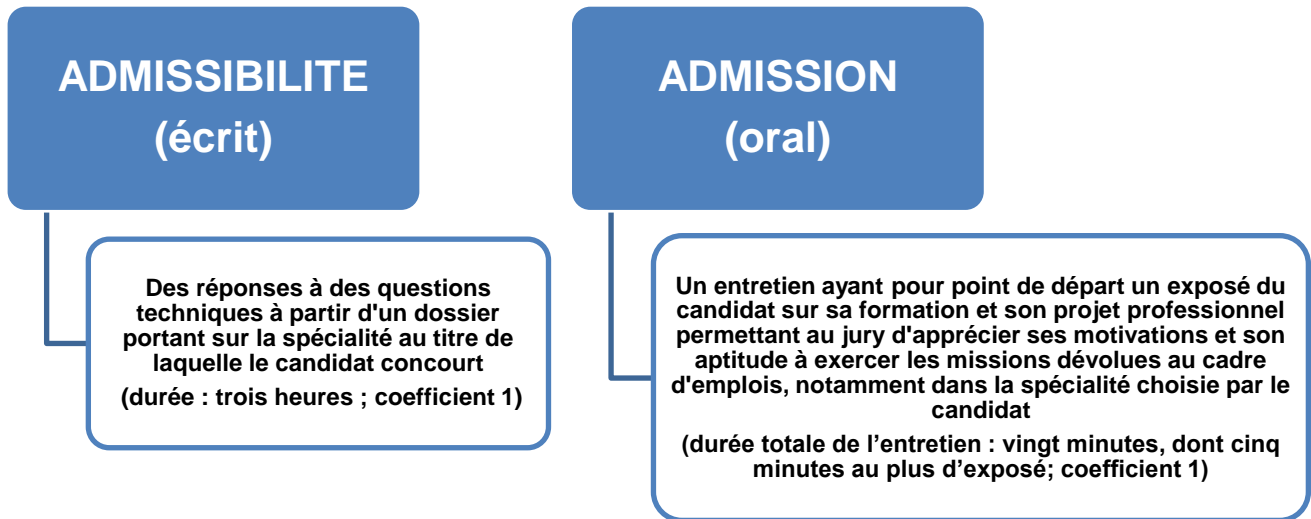 ADMISSIBILITE
(écrit)
Des réponses à des questions
techniques à partir d'un dossier
portant sur la spécialité au titre de
laquelle le candidat concourt
(durée : trois heures ; coefficient 1)
ADMISSION
(oral)
Un entretien ayant pour point de départ un exposé du
candidat sur sa formation et son projet professionnel
permettant au jury d'apprécier ses motivations et son
aptitude à exercer les missions dévolues au cadre
d'emplois, notamment dans la spécialité choisie par le
candidat
(durée totale de l’entretien : vingt minutes, dont cinq
minutes au plus d’exposé; coefficient 1)